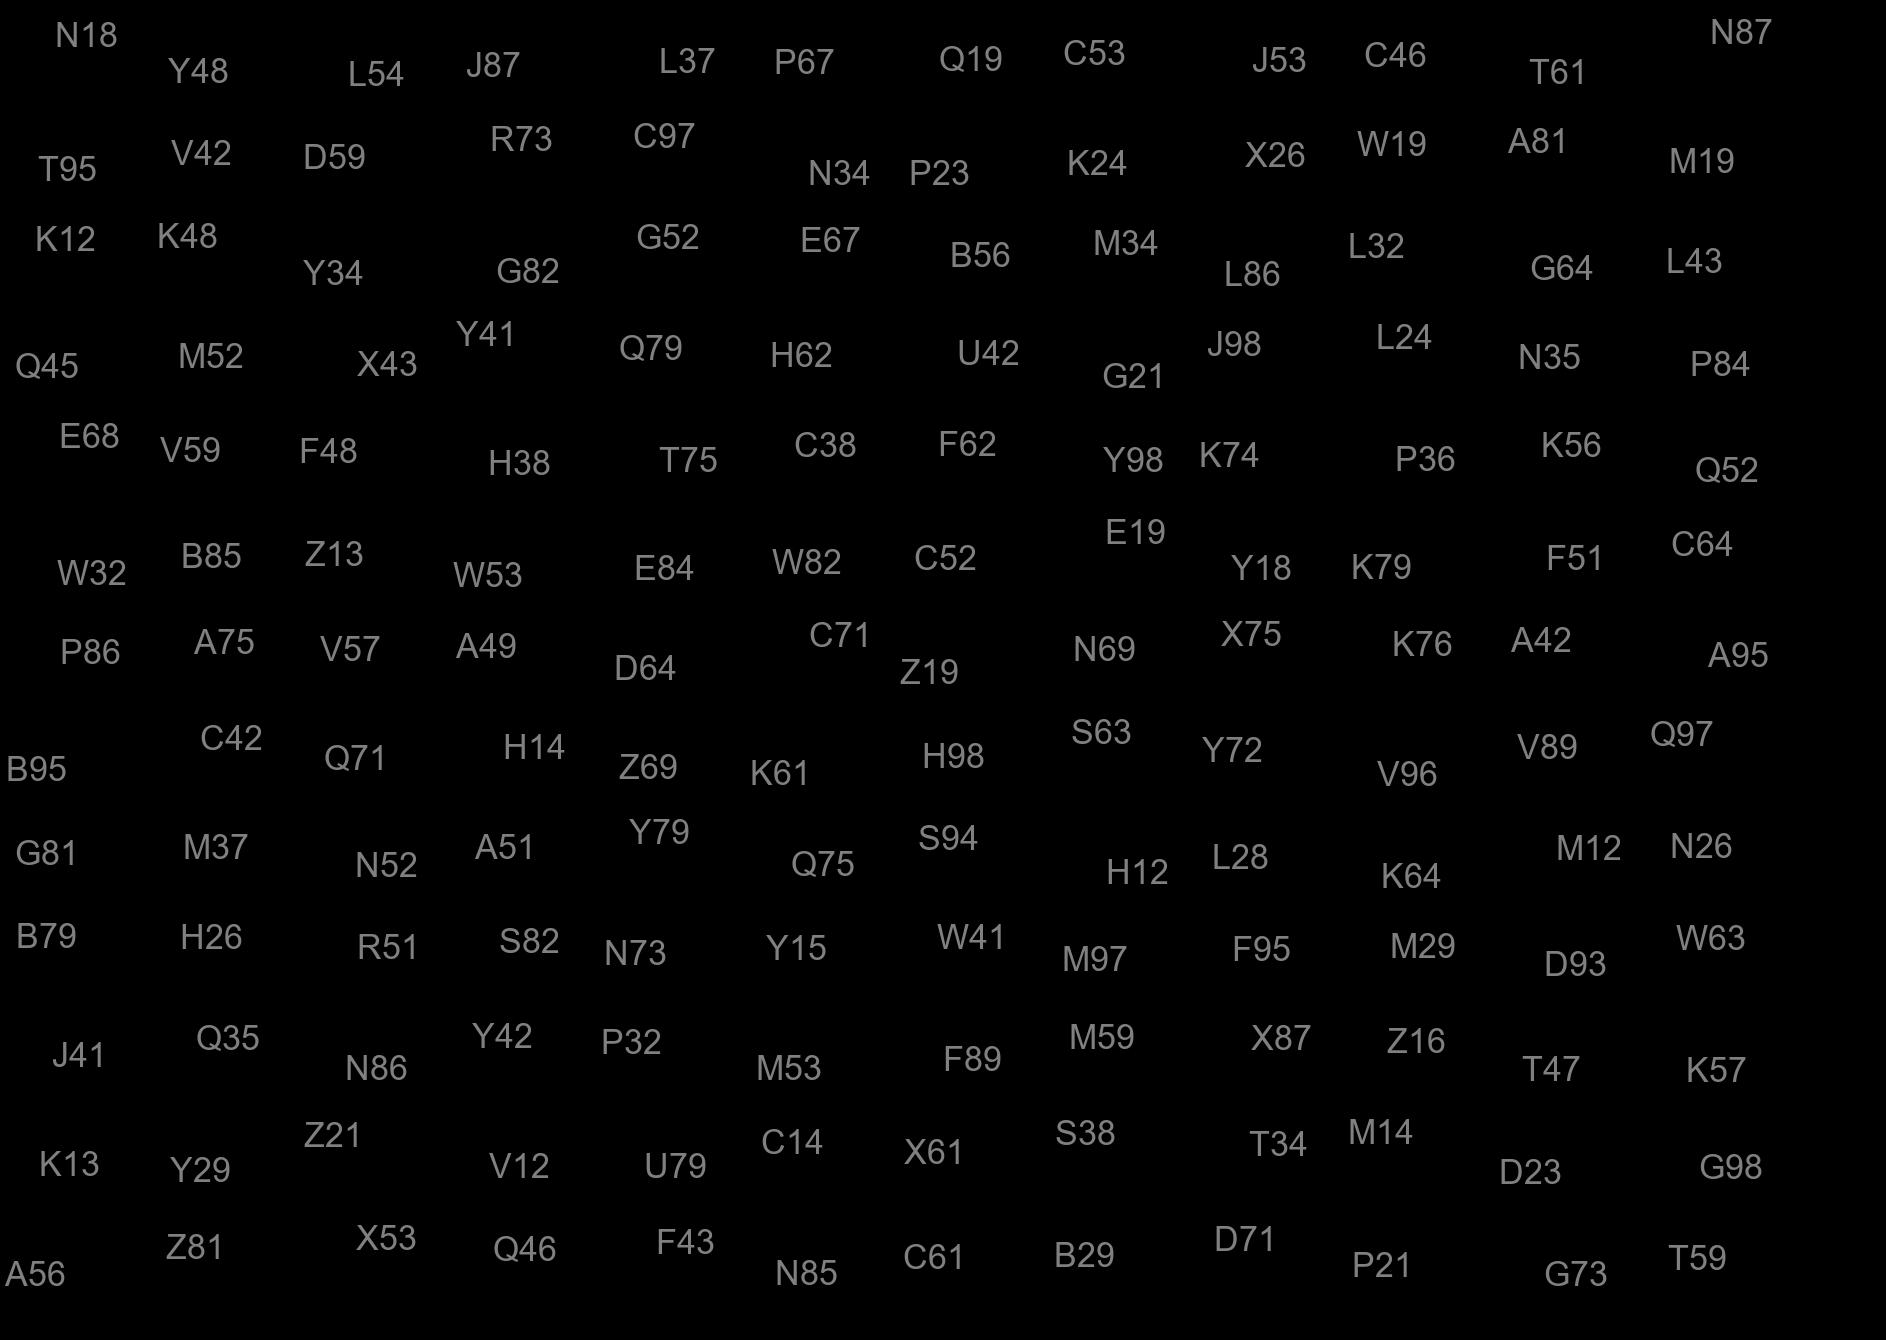 N18 Y48 L54 J87 L37 P67 Q19 C53 J53 C46 T61 N87
T95 V42 D59 R73 C97 N34 P23 K24 X26 W19 A81 M19
K12 K48 Y34 G82 G52 E67 B56 M34 L86 L32 G64 L43
Q45 M52 X43 Y41 Q79 H62 U42 G21 J98 L24 N35 P84
E68 V59 F48 H38 T75 C38 F62 Y98 K74 P36 K56 Q52
W32 B85 Z13 W53 E84 W82 C52 E19 Y18 K79 F51 C64
P86 A75 V57 A49 D64 C71 Z19 N69 X75 K76 A42 A95
B95 C42 Q71 H14 Z69 K61 H98 S63 Y72 V96 V89 Q97
G81 M37 N52 A51 Y79 Q75 S94 H12 L28 K64 M12 N26
B79 H26 R51 S82 N73 Y15 W41 M97 F95 M29 D93 W63
J41 Q35 N86 Y42 P32 M53 F89 M59 X87 Z16 T47 K57
K13 Y29 Z21 V12 U79 C14 X61 S38 T34 M14 D23 G98
A56 Z81 X53 Q46 F43 N85 C61 B29 D71 P21 G73 T59